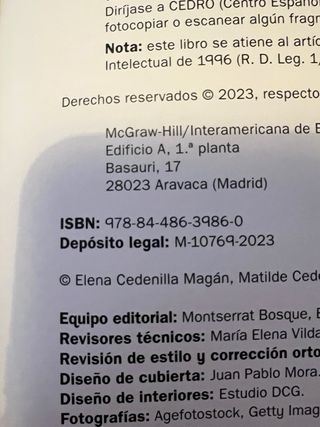 Diríjase a CEDRO (Centro Españo
fotocopiar o escanear algún frag
Nota: este libro se atiene al artíc
Intelectual de 1996 (R. D. Leg. 1/
Derechos reservados © 2023, respecto
McGraw-Hill/Interamericana de E
Edificio A, 1.ª planta
Basauri, 17
28023 Aravaca (Madrid)
ISBN: 978-84-486-3986-0
Depósito legal: M-10769-2023
© Elena Cedenilla Magán, Matilde Cede
Equipo editorial: Montserrat Bosque, E
Revisores técnicos: María Elena Vilda
Revisión de estilo y corrección orto
Diseño de cubierta: Juan Pablo Mora.
Diseño de interiores: Estudio DCG.
Fotografías: Agefotostock, Getty Imag